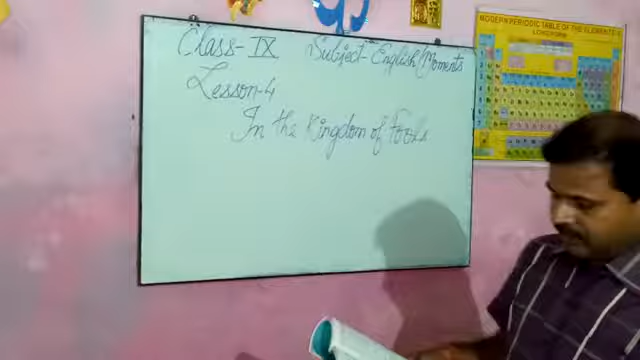 Class-IX Subject-English (Moments
Lesson-4
In the Kingdom of Fools
MODERN PERIODIC TABLE OF THE ELEMENTS
LONG FORM